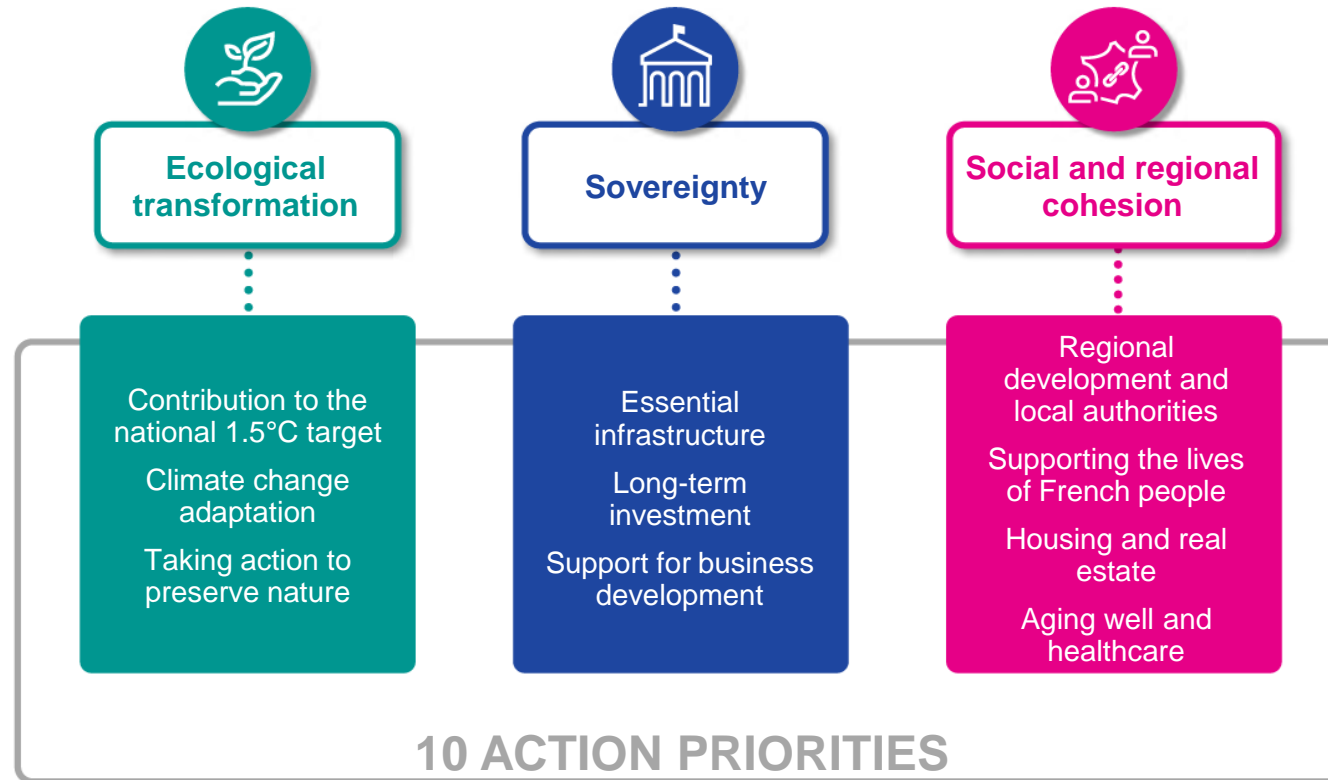 Ecological
transformation
Contribution to the
national 1.5°C target
Climate change
adaptation
Taking action to
preserve nature
Sovereignty
Essential
infrastructure
Long-term
investment
Support for business
development
Social and regional
cohesion
Regional
development and
local authorities
Supporting the lives
of French people
Housing and real
estate
Aging well and
healthcare
10 ACTION PRIORITIES